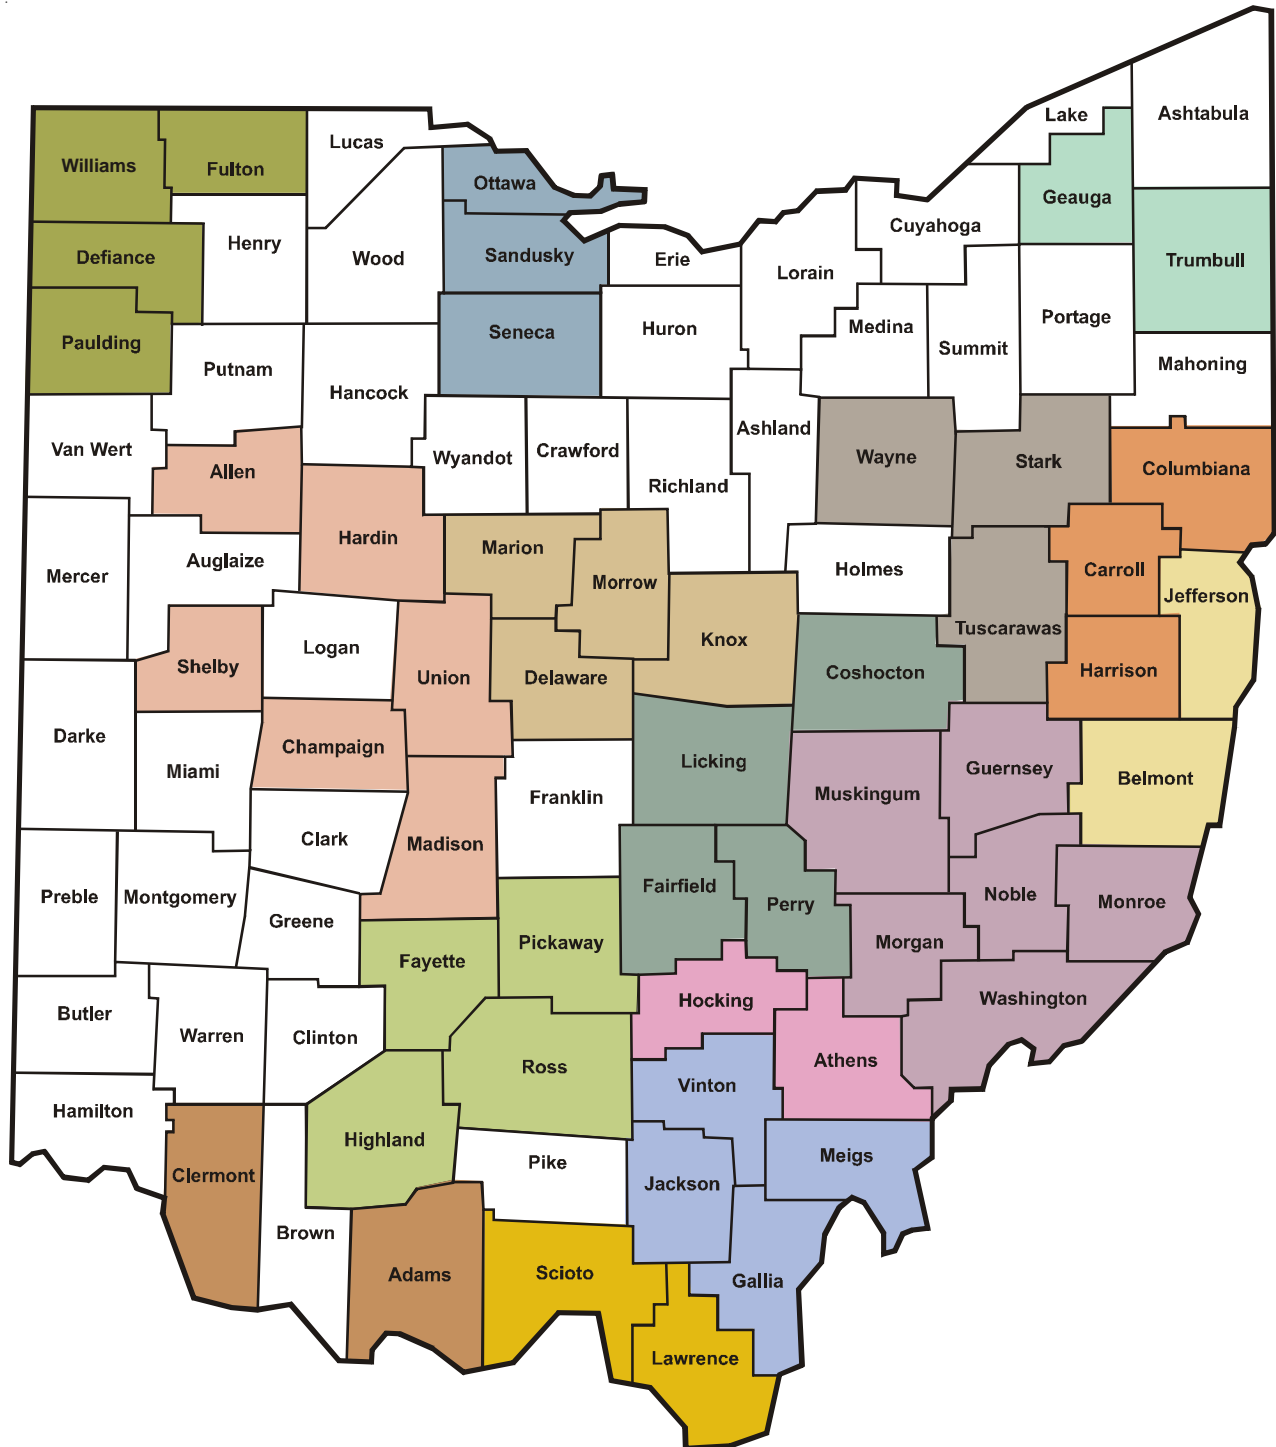 Ashtabula
Lake
Lucas
Williams
Fulton
Ottawa
Geauga
Cuyahoga
Henry
Sandusky
Defiance
Wood
Erie
Trumbull
Lorain
Portage
Medina
Huron
Seneca
Paulding
Summit
Mahoning
Putnam
Hancock
Ashland
Van Wert
Crawford
Wyandot
Wayne
Stark
Columbiana
Allen
Richland
Hardin
Marion
Auglaize
Holmes
Carroll
Mercer
Morrow
Jefferson
Tuscarawas
Knox
Logan
Shelby
Union
Delaware
Coshocton
Harrison
Darke
Champaign
Licking
Guernsey
Miami
Belmont
Franklin
Muskingum
Clark
Madison
Fairfield
Noble
Preble
Montgomery
Perry
Monroe
Greene
Pickaway
Morgan
Fayette
Hocking
Washington
Butler
Warren
Clinton
Ross
Athens
Vinton
Hamilton
Highland
Meigs
Pike
Clermont
Jackson
Brown
Adams
Scioto
Gallia
Lawrence